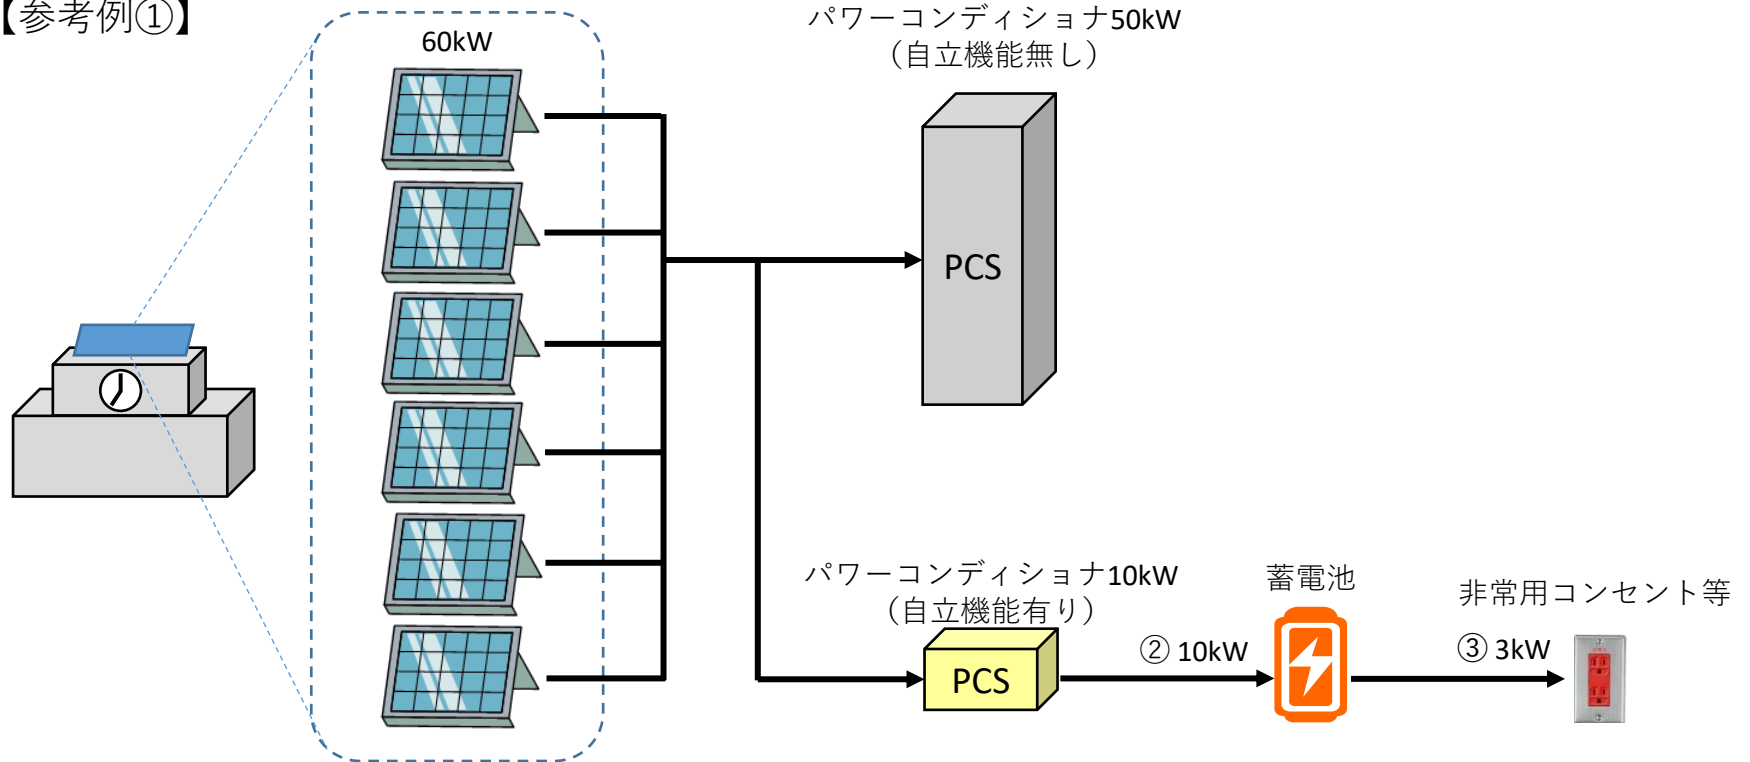 【参考例①】
60kW
パワーコンディショナ50kW
（自立機能無し）
PCS
パワーコンディショナ10kW
（自立機能有り）
PCS
② 10kW
蓄電池
非常用コンセント等
③ 3kW